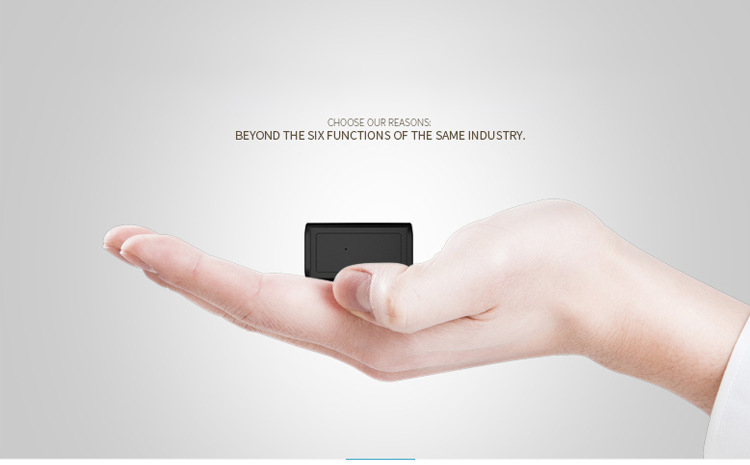 CHOOSE OUR REASONS:
BEYOND THE SIX FUNCTIONS OF THE SAME INDUSTRY.